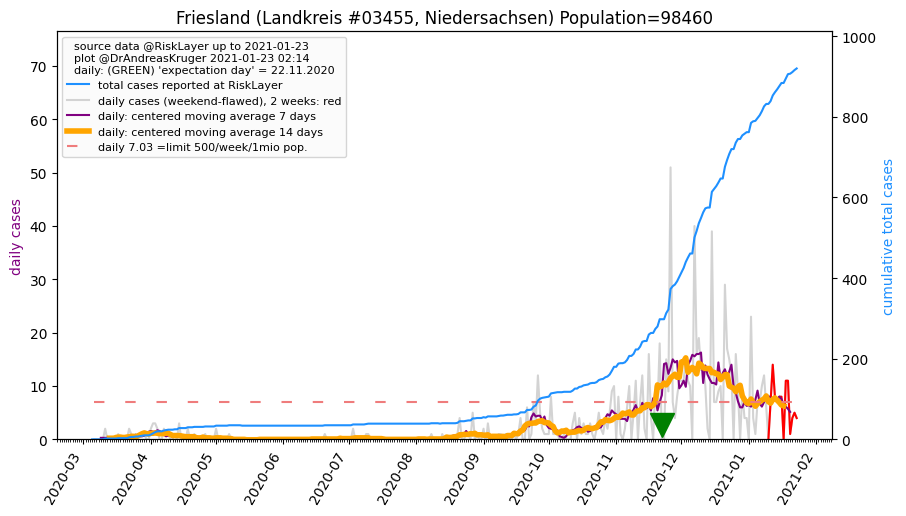 Friesland (Landkreis #03455, Niedersachsen) Population=98460
source data @RiskLayer up to 2021-01-23
plot @DrAndreasKruger 2021-01-23 02:14
daily: (GREEN) 'expectation day' = 22.11.2020
total cases reported at RiskLayer
daily cases (weekend-flawed), 2 weeks: red
daily: centered moving average 7 days
daily: centered moving average 14 days
daily 7.03 =limit 500/week/1mio pop.
daily cases
70
60
50
40
30
20
10
0
1000
800
600
400
200
0
cumulative total cases
2020-03
2020-04
2020-05
2020-06
2020-07
2020-08
2020-09
2020-10
2020-11
2020-12
2021-01
2021-02